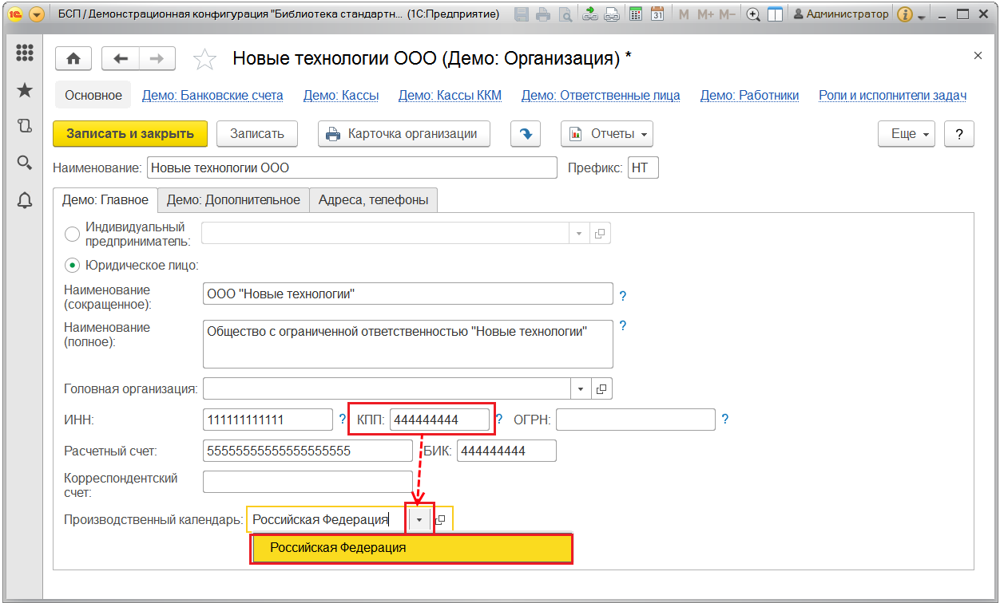 БСП / Демонстрационная конфигурация "Библиотека стандартн... (1С:Предприятие) 31 M M+ M- Администратор
Новые технологии ООО (Демо: Организация) *
Основное Демо: Банковские счета Демо: Кассы Демо: Кассы ККМ Демо: Ответственные лица Демо: Работники Роли и исполнители задач
Записать и закрыть Записать Карточка организации Отчеты Еще ?
Наименование: Новые технологии ООО Префикс: НТ
Демо: Главное Демо: Дополнительное Адреса, телефоны
Индивидуальный
предприниматель:
Юридическое лицо:
Наименование
(сокращенное): ООО "Новые технологии" ?
Наименование
(полное): Общество с ограниченной ответственностью "Новые технологии" ?
Головная организация:
ИНН: 111111111111 ? КПП: 444444444 ? ОГРН: ?
Расчетный счет: 55555555555555555555 БИК: 444444444
Корреспондентский
счет:
Производственный календарь: Российская Федерация
Российская Федерация